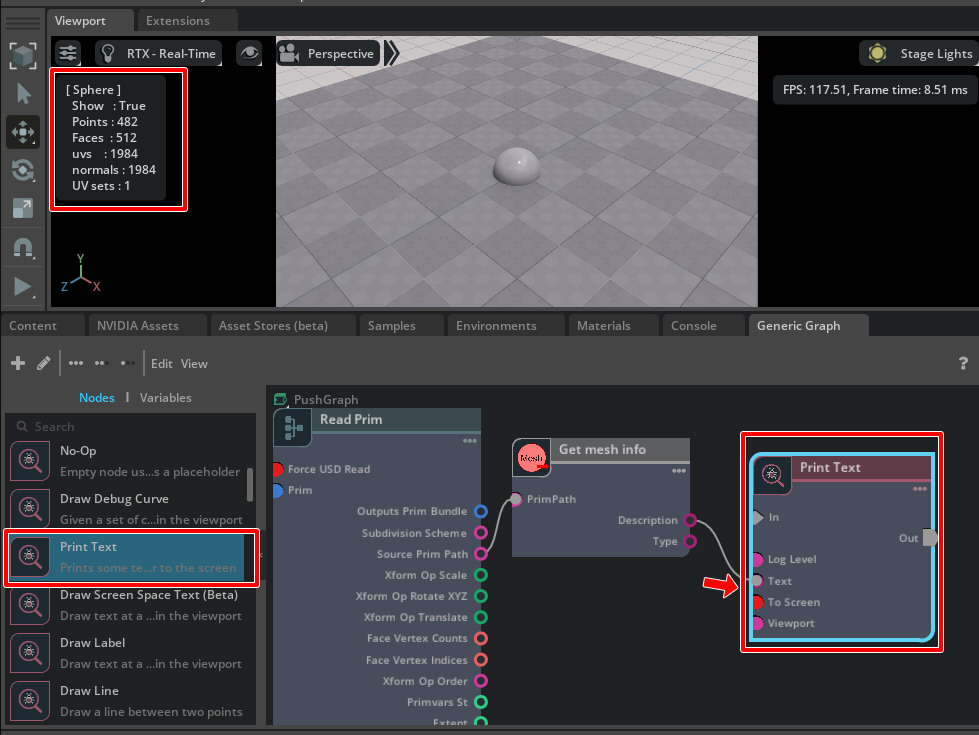 Viewport
Extensions
RTX - Real-Time
Perspective
Stage Lights
[ Sphere ]
Show : True
Points : 482
Faces : 512
uvs : 1984
normals : 1984
UV sets : 1
FPS: 117.51, Frame time: 8.51 ms
Y
Z
X
Content
NVIDIA Assets
Asset Stores (beta)
Samples
Environments
Materials
Console
Generic Graph
Edit
View
?
Nodes
Variables
Search
No-Op
Empty node us...s a placeholder
Draw Debug Curve
Given a set of c...in the viewport
Print Text
Prints some te...r to the screen
Draw Screen Space Text (Beta)
Draw text at a ...in the viewport
Draw Label
Draw text at a ...in the viewport
Draw Line
Draw a line between two points
PushGraph
Read Prim
Force USD Read
Prim
Outputs Prim Bundle
Subdivision Scheme
Source Prim Path
Xform Op Scale
Xform Op Rotate XYZ
Xform Op Translate
Face Vertex Counts
Face Vertex Indices
Xform Op Order
Primvars St
Extent
Mesh
Get mesh info
PrimPath
Description
Type
Print Text
In
Out
Log Level
Text
To Screen
Viewport